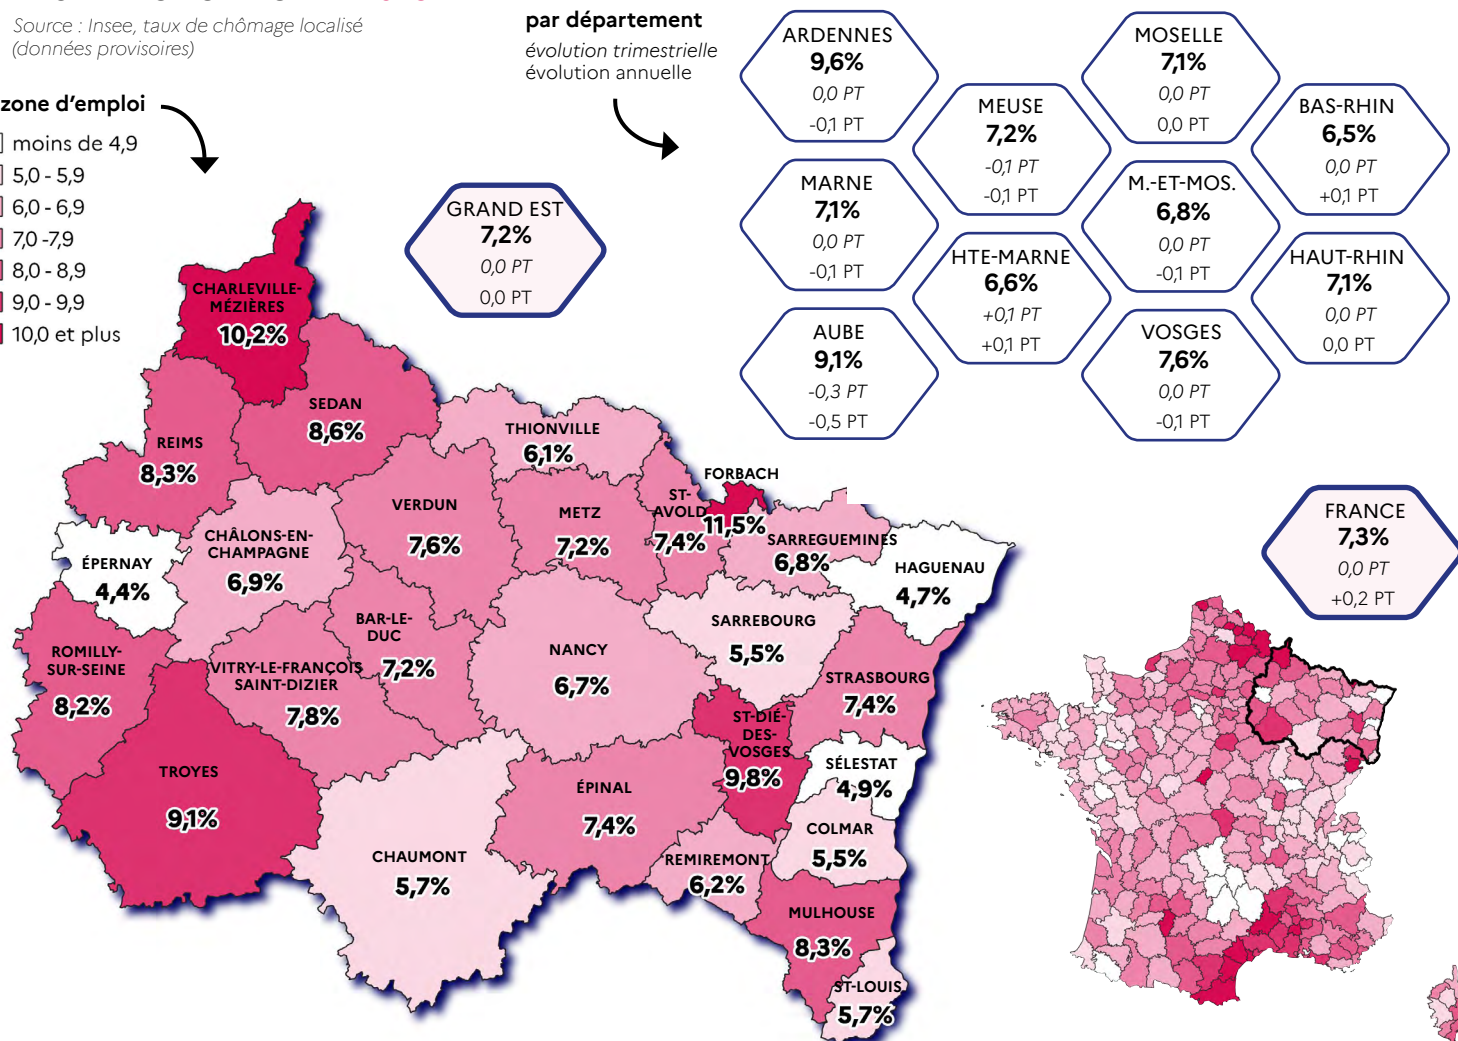 Source : Insee, taux de chômage localisé
(données provisoires)
par département
évolution trimestrielle
évolution annuelle
zone d'emploi
moins de 4,9
5,0 - 5,9
6,0 - 6,9
7,0 -7,9
8,0 - 8,9
9,0 - 9,9
10,0 et plus
GRAND EST
7,2%
0,0 PT
0,0 PT
ARDENNES
9,6%
0,0 PT
-0,1 PT
MOSELLE
7,1%
0,0 PT
0,0 PT
MEUSE
7,2%
-0,1 PT
-0,1 PT
BAS-RHIN
6,5%
0,0 PT
+0,1 PT
MARNE
7,1%
0,0 PT
-0,1 PT
M.-ET-MOS.
6,8%
0,0 PT
-0,1 PT
HTE-MARNE
6,6%
+0,1 PT
+0,1 PT
HAUT-RHIN
7,1%
0,0 PT
0,0 PT
AUBE
9,1%
-0,3 PT
-0,5 PT
VOSGES
7,6%
0,0 PT
-0,1 PT
FRANCE
7,3%
0,0 PT
+0,2 PT
CHARLEVILLE-
MÉZIÈRES
10,2%
SEDAN
8,6%
REIMS
8,3%
THIONVILLE
6,1%
FORBACH
11,5%
ST-
AVOLD
7,4%
VERDUN
7,6%
METZ
7,2%
SARREGUEMINES
6,8%
HAGUENAU
4,7%
CHÂLONS-EN-
CHAMPAGNE
6,9%
ÉPERNAY
4,4%
BAR-LE-
DUC
7,2%
SARREBOURG
5,5%
NANCY
6,7%
ROMILLY-
SUR-SEINE
8,2%
VITRY-LE-FRANÇOIS
SAINT-DIZIER
7,8%
STRASBOURG
7,4%
ST-DIÉ-
DES-
VOSGES
9,8%
TROYES
9,1%
SÉLESTAT
4,9%
ÉPINAL
7,4%
COLMAR
5,5%
CHAUMONT
5,7%
REMIREMONT
6,2%
MULHOUSE
8,3%
ST-LOUIS
5,7%